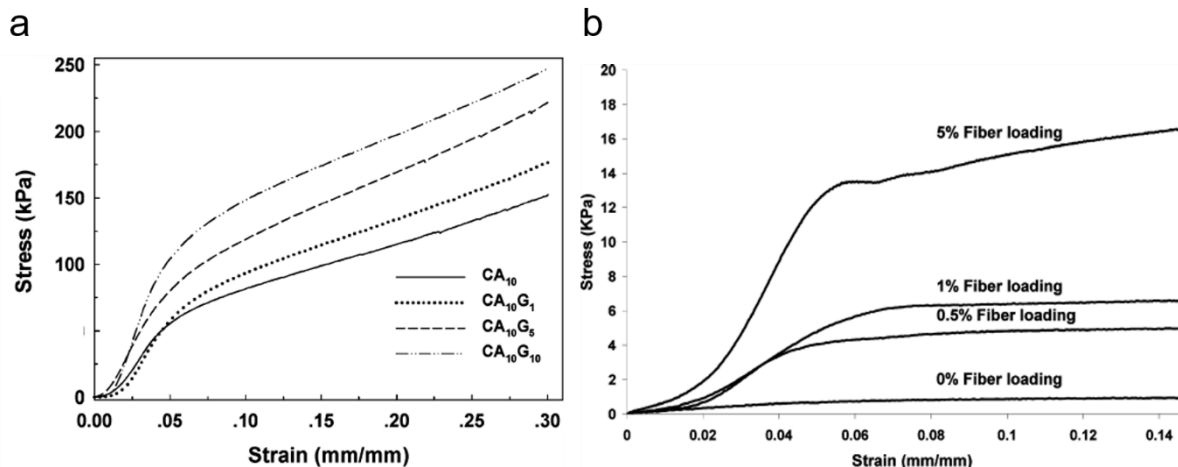 a
250
200
150
100
50
0
Stress (kPa)
0.00 .05 .10 .15 .20 .25 .30
Strain (mm/mm)
CA₁₀
CA₁₀G₁
CA₁₀G₅
CA₁₀G₁₀
b
20
18
16
14
12
10
8
6
4
2
0
Stress (KPa)
0 0.02 0.04 0.06 0.08 0.1 0.12 0.14
Strain (mm/mm)
5% Fiber loading
1% Fiber loading
0.5% Fiber loading
0% Fiber loading